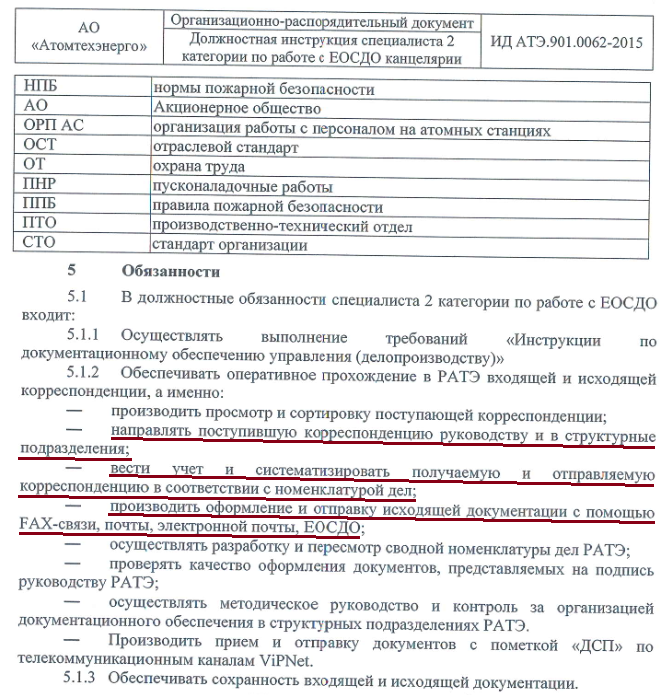 АО «Атомтехэнерго»
Организационно-распорядительный документ
Должностная инструкция специалиста 2
категории по работе с ЕОСДО канцелярии
ИД АТЭ.901.0062-2015
НПБ нормы пожарной безопасности
АО Акционерное общество
ОРП АС организация работы с персоналом на атомных станциях
ОСТ отраслевой стандарт
ОТ охрана труда
ПНР пусконаладочные работы
ППБ правила пожарной безопасности
ПТО производственно-технический отдел
СТО стандарт организации
5 Обязанности
5.1 В должностные обязанности специалиста 2 категории по работе с ЕОСДО
входит:
5.1.1 Осуществлять выполнение требований «Инструкции по
документационному обеспечению управления (делопроизводству)»
5.1.2 Обеспечивать оперативное прохождение в РАТЭ входящей и исходящей
корреспонденции, а именно:
— производить просмотр и сортировку поступающей корреспонденции;
— направлять поступившую корреспонденцию руководству и в структурные
подразделения;
— вести учет и систематизировать получаемую и отправляемую
корреспонденцию в соответствии с номенклатурой дел;
— производить оформление и отправку исходящей документации с помощью
FAX-связи, почты, электронной почты, ЕОСДО;
— осуществлять разработку и пересмотр сводной номенклатуры дел РАТЭ;
— проверять качество оформления документов, представляемых на подпись
руководству РАТЭ;
— осуществлять методическое руководство и контроль за организацией
документационного обеспечения в структурных подразделениях РАТЭ.
— Производить прием и отправку документов с пометкой «ДСП» по
телекоммуникационным каналам ViPNet.
5.1.3 Обеспечивать сохранность входящей и исходящей документации.